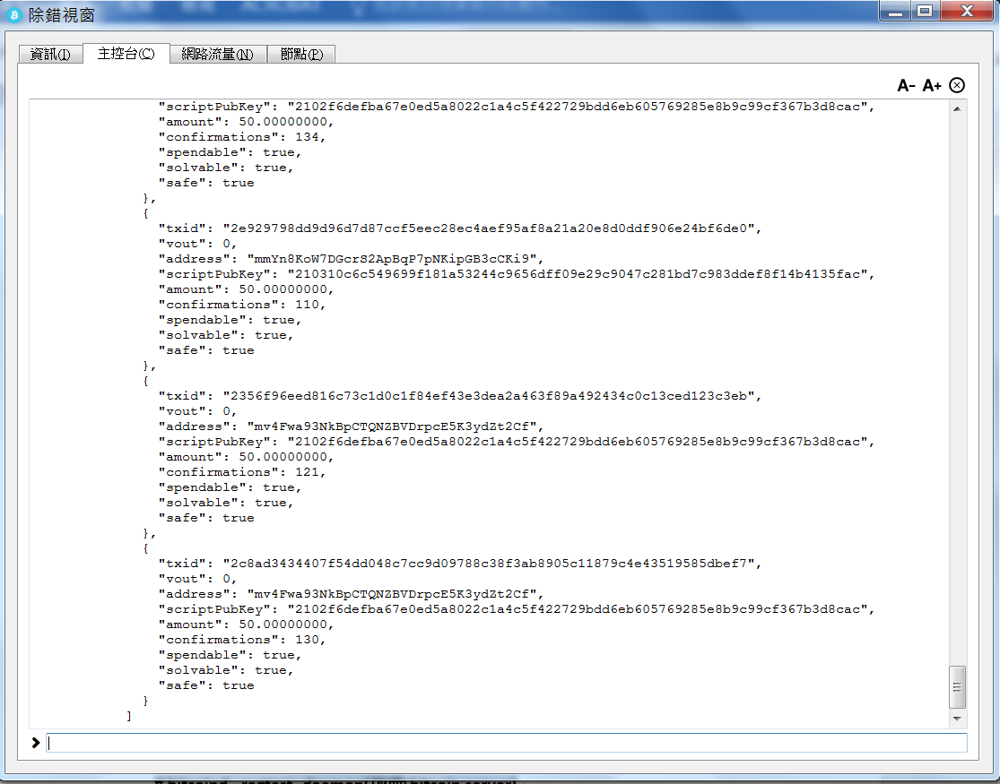 除錯視窗
資訊(I) 主控台(C) 網路流量(N) 節點(P)
A- A+
"scriptPubKey": "2102f6defba67e0ed5a8022c1a4c5f422729bdd6eb605769285e8b9c99cf367b3d8cac",
"amount": 50.00000000,
"confirmations": 134,
"spendable": true,
"solvable": true,
"safe": true
},
{
"txid": "2e929798dd9d96d7d87ccf5eec28ec4aef95af8a21a20e8d0ddf906e24bf6de0",
"vout": 0,
"address": "mmYn8KoW7DGcrS2ApBqP7pNKipGB3cCKi9",
"scriptPubKey": "210310c6c549699f181a53244c9656dff09e29c9047c281bd7c983ddef8f14b4135fac",
"amount": 50.00000000,
"confirmations": 110,
"spendable": true,
"solvable": true,
"safe": true
},
{
"txid": "2356f96eed816c73c1d0c1f84ef43e3dea2a463f89a492434c0c13ced123c3eb",
"vout": 0,
"address": "mv4Fwa93NkBpCTQNZBVDrpcE5K3ydZt2Cf",
"scriptPubKey": "2102f6defba67e0ed5a8022c1a4c5f422729bdd6eb605769285e8b9c99cf367b3d8cac",
"amount": 50.00000000,
"confirmations": 121,
"spendable": true,
"solvable": true,
"safe": true
},
{
"txid": "2c8ad3434407f54dd048c7cc9d09788c38f3ab8905c11879c4e43519585dbef7",
"vout": 0,
"address": "mv4Fwa93NkBpCTQNZBVDrpcE5K3ydZt2Cf",
"scriptPubKey": "2102f6defba67e0ed5a8022c1a4c5f422729bdd6eb605769285e8b9c99cf367b3d8cac",
"amount": 50.00000000,
"confirmations": 130,
"spendable": true,
"solvable": true,
"safe": true
}
]